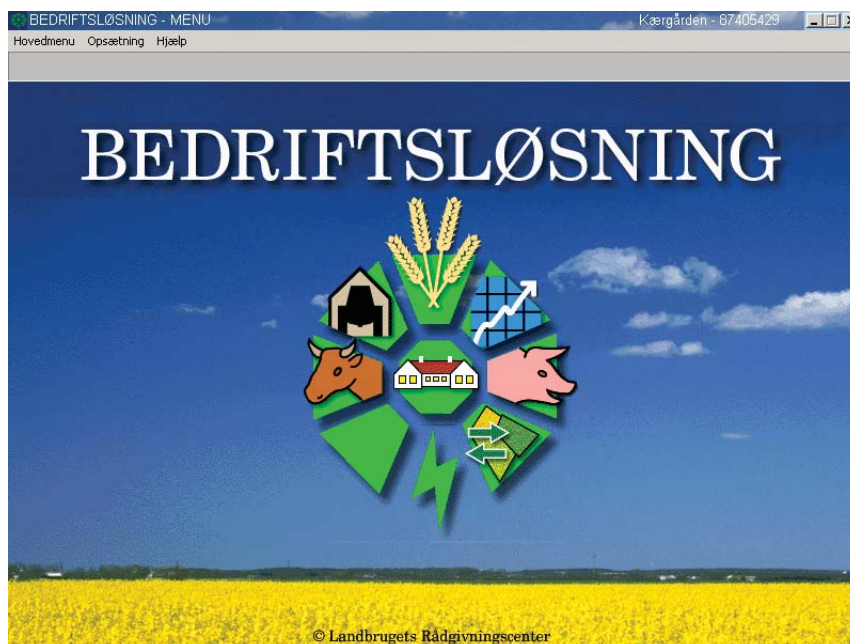 BEDRIFTSLØSNING - MENU Kærgården - 87405429
Hovedmenu Opsætning Hjælp
BEDRIFTSLØSNING
© Landbrugets Rådgivningscenter